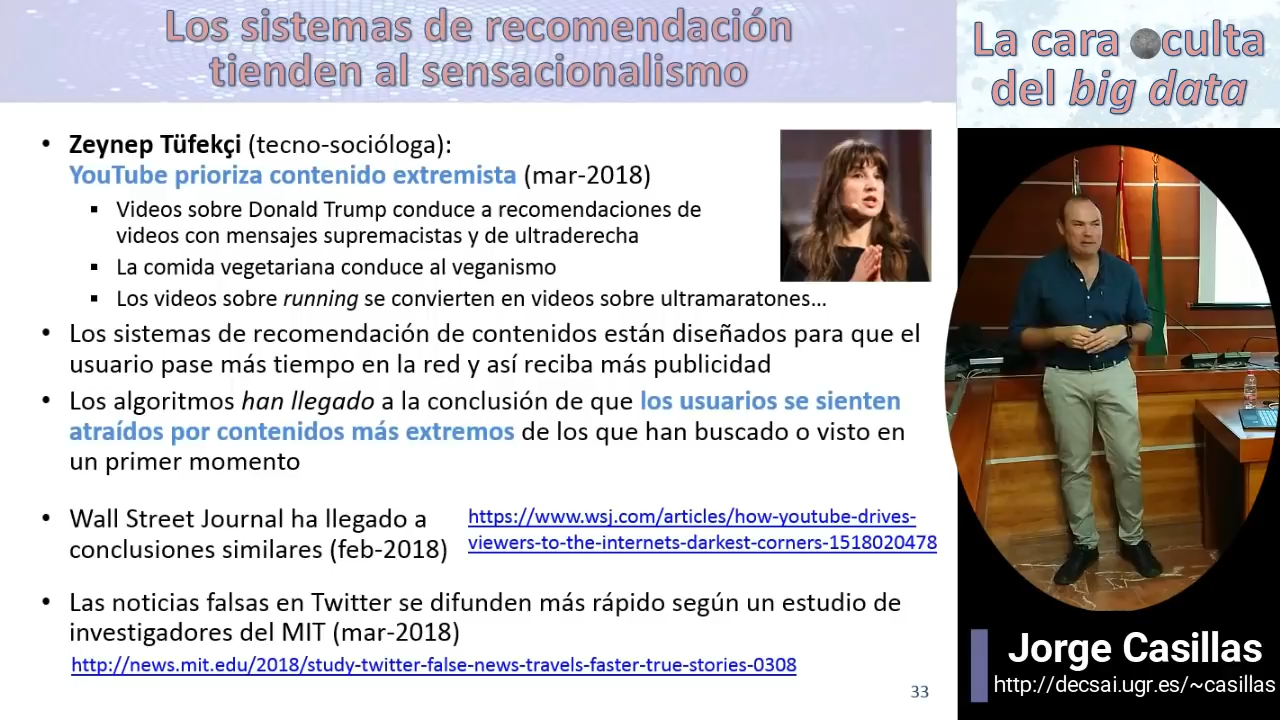 Los sistemas de recomendación
tienden al sensacionalismo
• Zeynep Tüfekçi (tecno-socióloga):
YouTube prioriza contenido extremista (mar-2018)
▪ Videos sobre Donald Trump conduce a recomendaciones de
videos con mensajes supremacistas y de ultraderecha
▪ La comida vegetariana conduce al veganismo
▪ Los videos sobre running se convierten en videos sobre ultramaratones...
• Los sistemas de recomendación de contenidos están diseñados para que el
usuario pase más tiempo en la red y así reciba más publicidad
• Los algoritmos han llegado a la conclusión de que los usuarios se sienten
atraídos por contenidos más extremos de los que han buscado o visto en
un primer momento
• Wall Street Journal ha llegado a
conclusiones similares (feb-2018)
https://www.wsj.com/articles/how-youtube-drives-
viewers-to-the-internets-darkest-corners-1518020478
• Las noticias falsas en Twitter se difunden más rápido según un estudio de
investigadores del MIT (mar-2018)
http://news.mit.edu/2018/study-twitter-false-news-travels-faster-true-stories-0308
33
La cara oculta
del big data
Jorge Casillas
http://decsai.ugr.es/~casillas